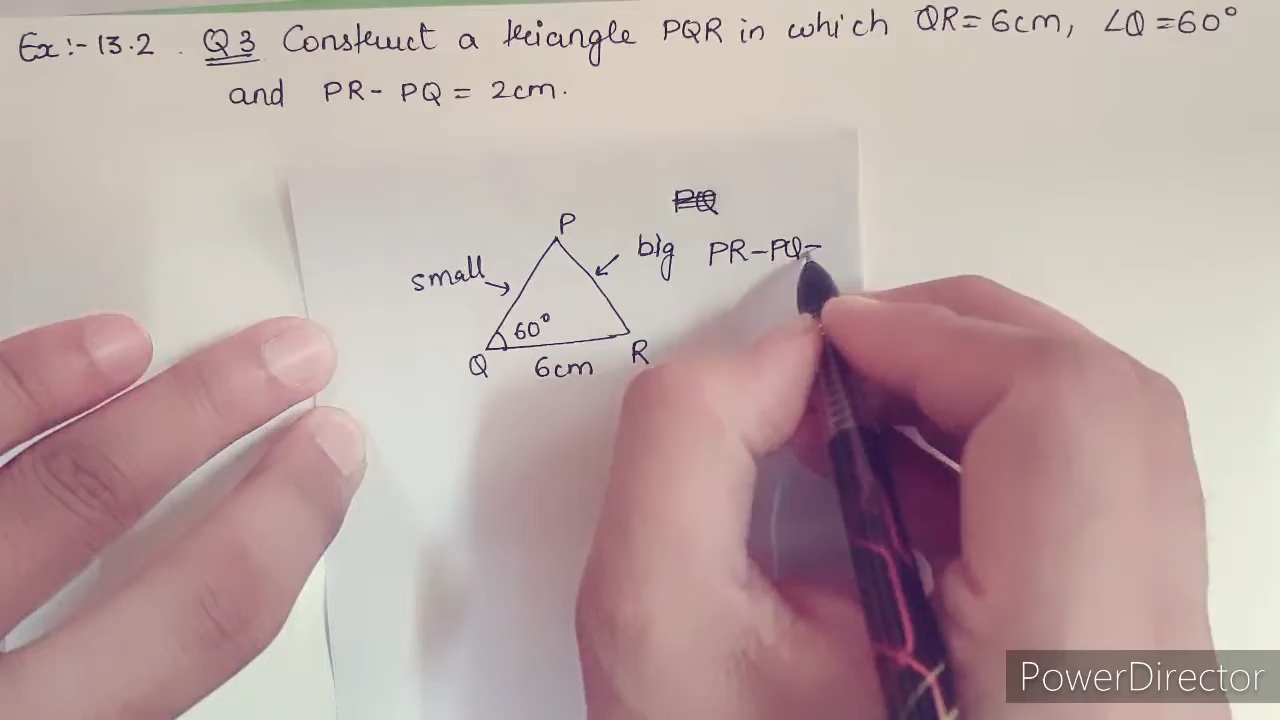 Ex:- 13.2 . Q3 Construct a triangle PQR in which QR = 6cm, ∠Q = 60°
and PR - PQ = 2cm.
P
small
big PR-PQ=
60°
Q 6cm R
PowerDirector